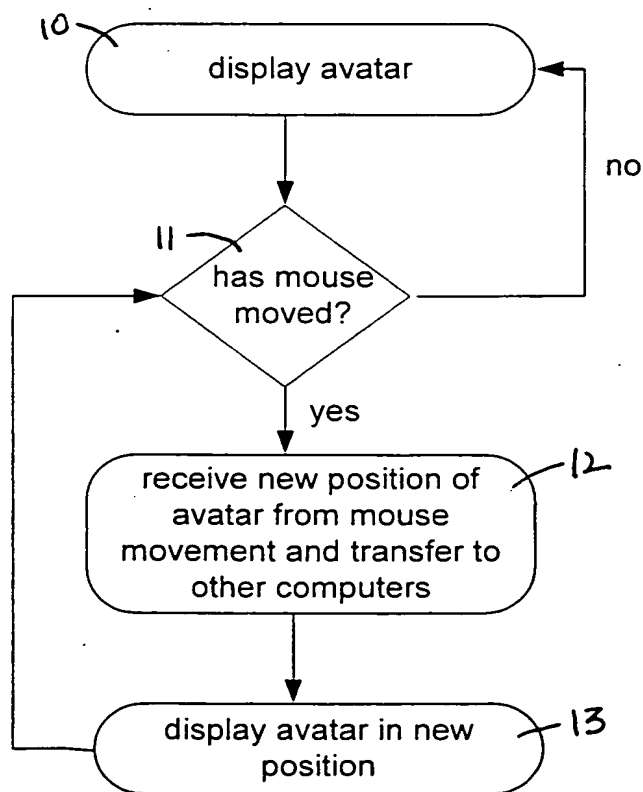 10
display avatar
no
11
has mouse
moved?
yes
12
receive new position of
avatar from mouse
movement and transfer to
other computers
13
display avatar in new
position